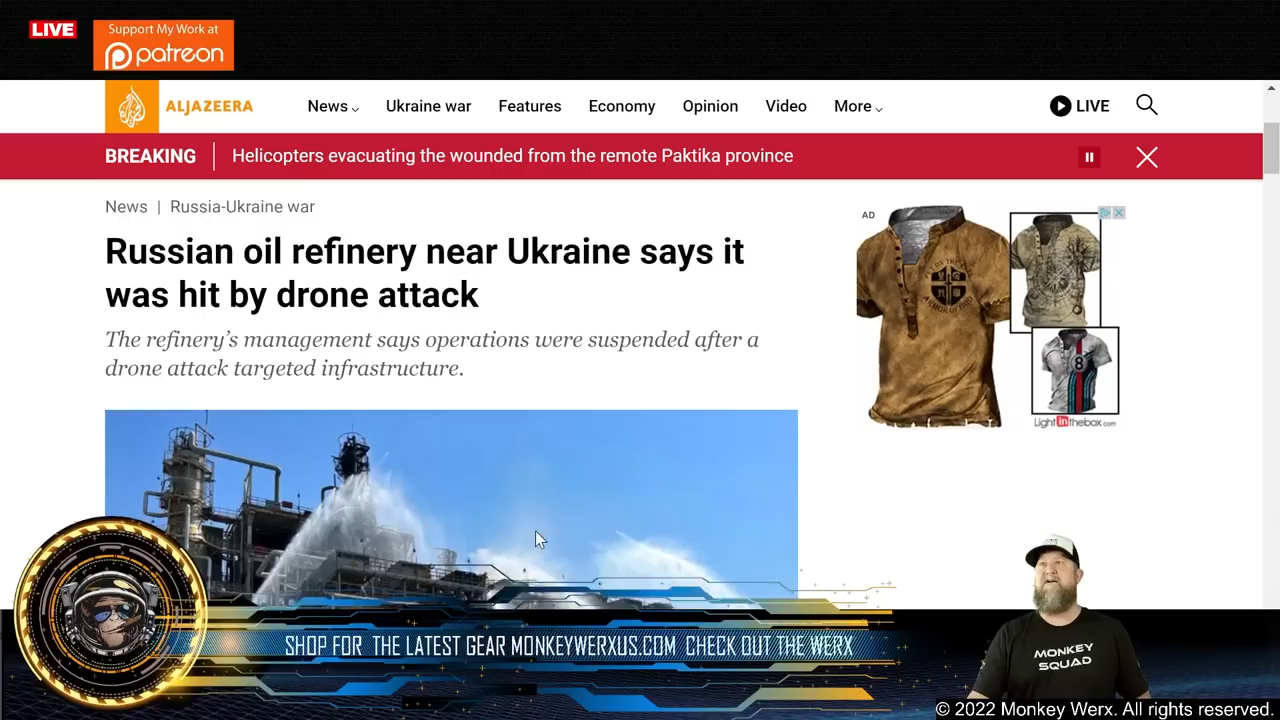 LIVE
Support My Work at
patreon
ALJAZEERA
News
Ukraine war
Features
Economy
Opinion
Video
More
LIVE
BREAKING
Helicopters evacuating the wounded from the remote Paktika province
News | Russia-Ukraine war
Russian oil refinery near Ukraine says it
was hit by drone attack
The refinery’s management says operations were suspended after a
drone attack targeted infrastructure.
AD
ARMOR OF GOD
8
Lightinthebox.com
SHOP FOR THE LATEST GEAR MONKEYWERXUS.COM CHECK OUT THE WERX
MONKEY
SQUAD
© 2022 Monkey Werx. All rights reserved.